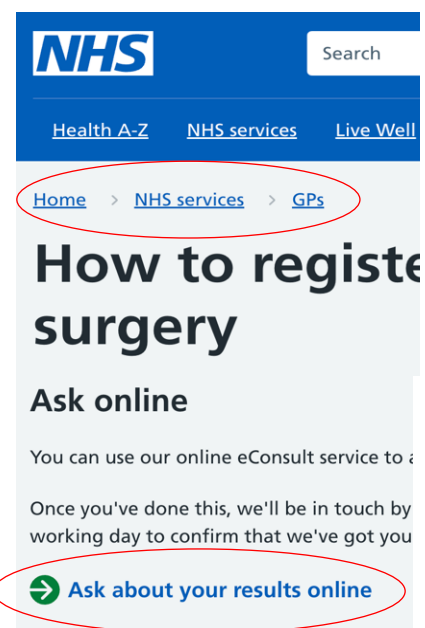 NHS
Search
Health A-Z NHS services Live Well
Home > NHS services > GPs
How to registe
surgery
Ask online
You can use our online eConsult service to a
Once you've done this, we'll be in touch by
working day to confirm that we've got you
Ask about your results online